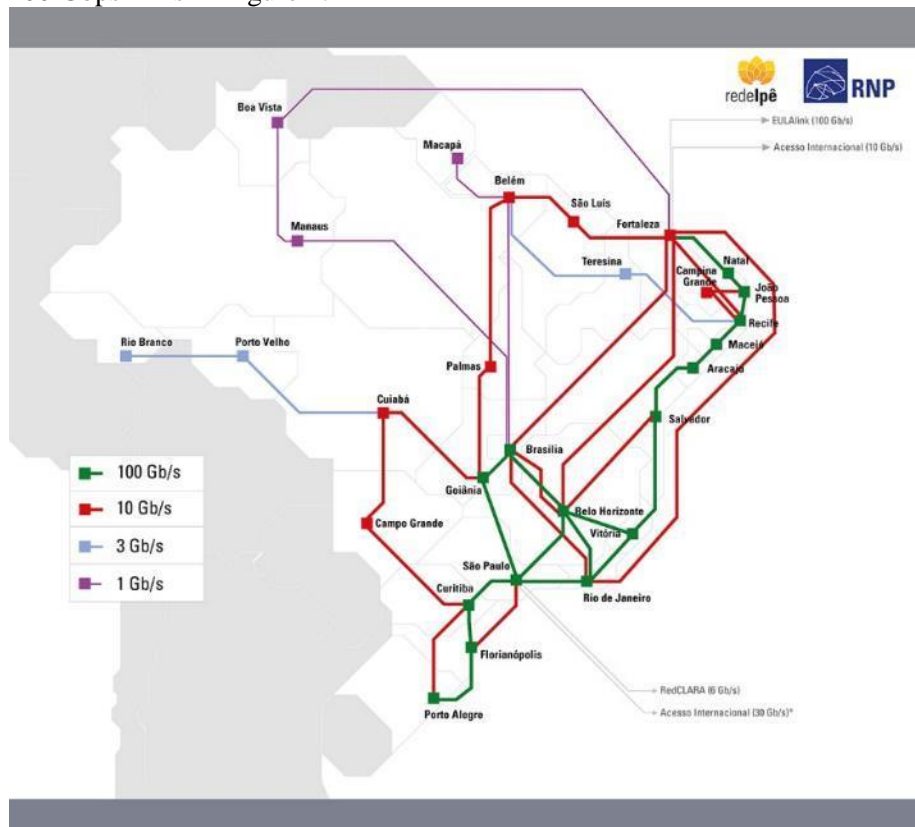 redeIpê
RNP
EULAlink (100 Gb/s)
Acesso Internacional (10 Gb/s)
Boa Vista
Macapá
Belém
São Luís
Fortaleza
Manaus
Teresina
Natal
Campina
Grande
João
Pessoa
Recife
Maceió
Aracaju
Rio Branco
Porto Velho
Palmas
Cuiabá
Salvador
Brasília
Goiânia
100 Gb/s
10 Gb/s
3 Gb/s
1 Gb/s
Campo Grande
Belo Horizonte
Vitória
São Paulo
Curitiba
Rio de Janeiro
Florianópolis
Porto Alegre
RedCLARA (6 Gb/s)
Acesso Internacional (30 Gb/s)*